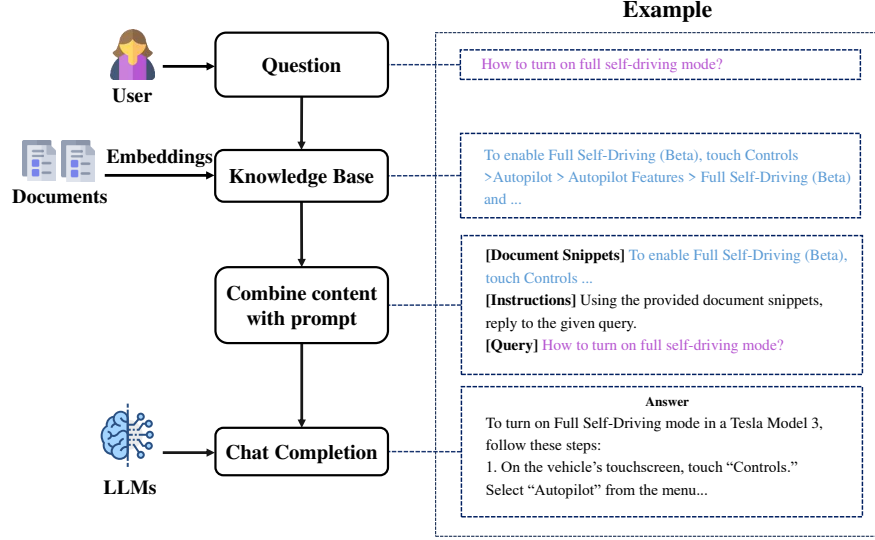 Example
Question
How to turn on full self-driving mode?
User
Embeddings
Documents
Knowledge Base
To enable Full Self-Driving (Beta), touch Controls
>Autopilot > Autopilot Features > Full Self-Driving (Beta)
and ...
Combine content
with prompt
[Document Snippets] To enable Full Self-Driving (Beta),
touch Controls ...
[Instructions] Using the provided document snippets,
reply to the given query.
[Query] How to turn on full self-driving mode?
LLMs
Chat Completion
Answer
To turn on Full Self-Driving mode in a Tesla Model 3,
follow these steps:
1. On the vehicle's touchscreen, touch “Controls.”
Select “Autopilot” from the menu...